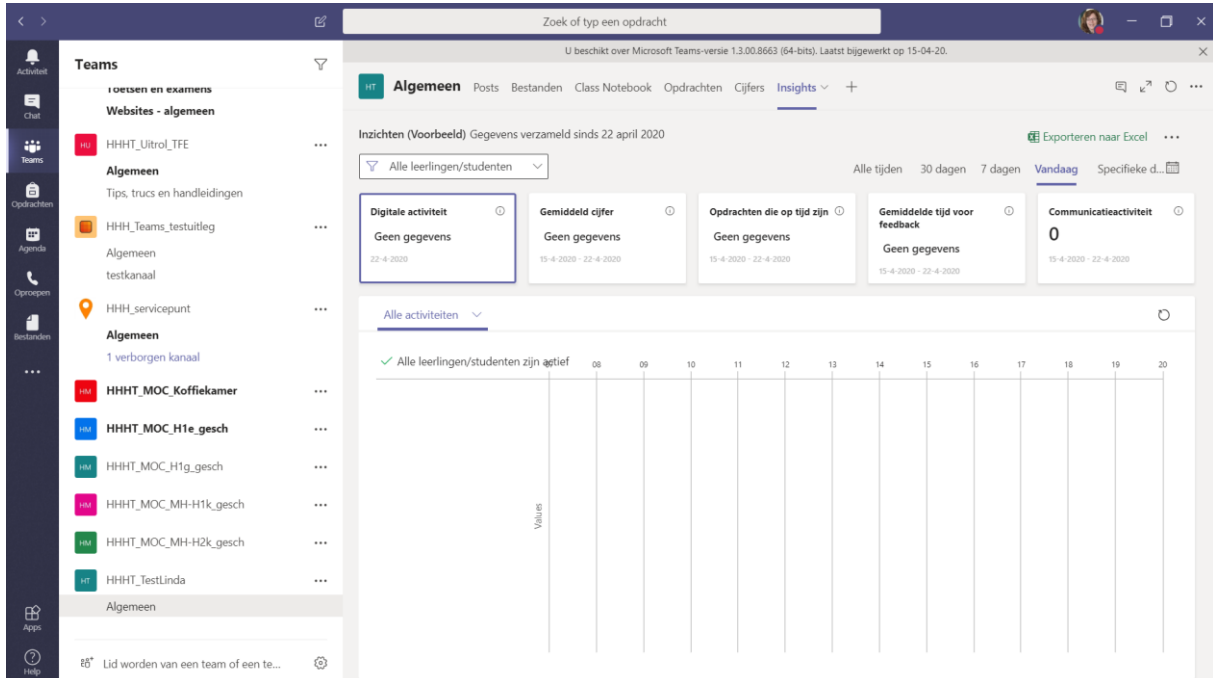 Zoek of typ een opdracht
U beschikt over Microsoft Teams-versie 1.3.00.8663 (64-bits). Laatst bijgewerkt op 15-04-20.
Activiteit
Chat
Teams
Opdrachten
Agenda
Oproepen
Bestanden
Apps
Help
Teams
Toetsen en examens
Websites - algemeen
HU HHHT_Uitrol_TFE
Algemeen
Tips, trucs en handleidingen
HHH_Teams_testuitleg
Algemeen
testkanaal
HHH_servicepunt
Algemeen
1 verborgen kanaal
HM HHHT_MOC_Koffiekamer
HM HHHT_MOC_H1e_gesch
HM HHHT_MOC_H1g_gesch
HM HHHT_MOC_MH-H1k_gesch
HM HHHT_MOC_MH-H2k_gesch
HT HHHT_TestLinda
Algemeen
Lid worden van een team of een te...
HT Algemeen Posts Bestanden Class Notebook Opdrachten Cijfers Insights
Inzichten (Voorbeeld) Gegevens verzameld sinds 22 april 2020
Exporteren naar Excel
Alle leerlingen/studenten
Alle tijden 30 dagen 7 dagen Vandaag Specifieke d...
Digitale activiteit
Geen gegevens
22-4-2020
Gemiddeld cijfer
Geen gegevens
15-4-2020 - 22-4-2020
Opdrachten die op tijd zijn
Geen gegevens
15-4-2020 - 22-4-2020
Gemiddelde tijd voor
feedback
Geen gegevens
15-4-2020 - 22-4-2020
Communicatieactiviteit
0
15-4-2020 - 22-4-2020
Alle activiteiten
Alle leerlingen/studenten zijn actief
08 09 10 11 12 13 14 15 16 17 18 19 20
Values